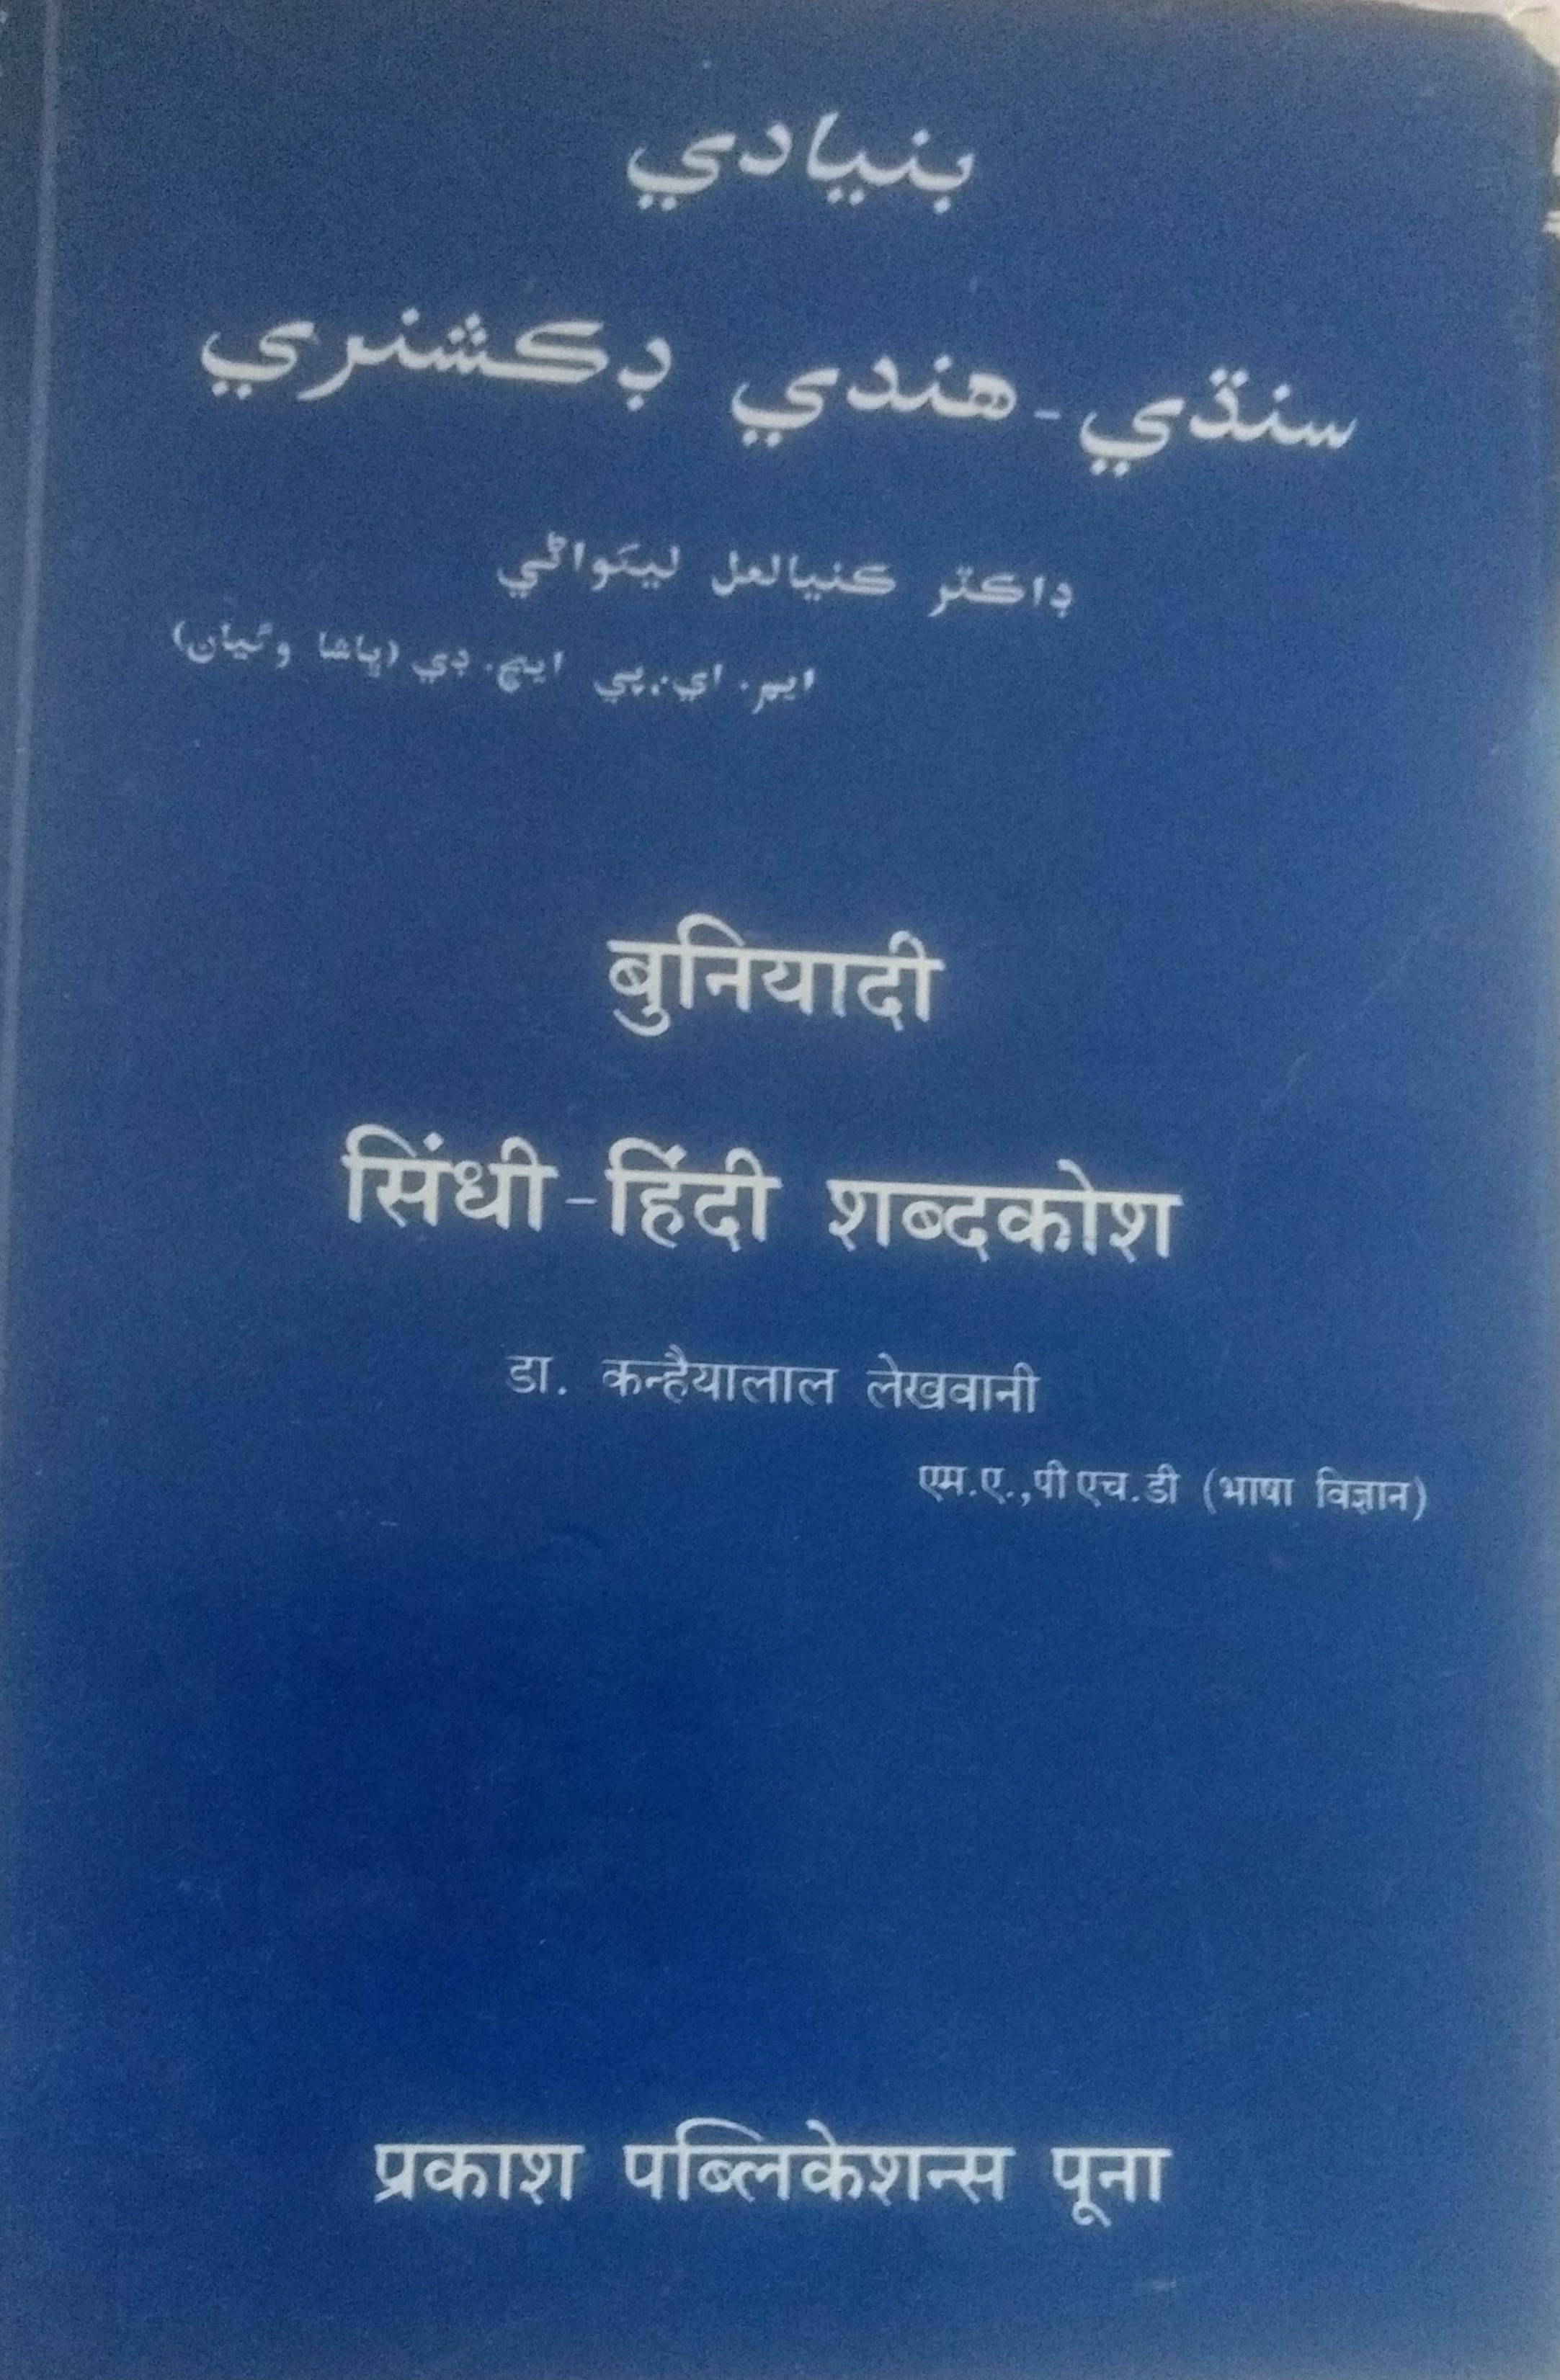 بنيادي
سنڌي - هندي ڊڪشنري
ڊاڪٽر ڪنيالعل ليکواڻي
ايم. اي.، پي ايڇ. ڊي (ڀاشا وگيان)
बुनियादी
सिंधी - हिंदी शब्दकोश
डा. कन्हैयालाल लेखवानी
एम.ए.,पीएच.डी (भाषा विज्ञान)
प्रकाश पब्लिकेशन्स पूना